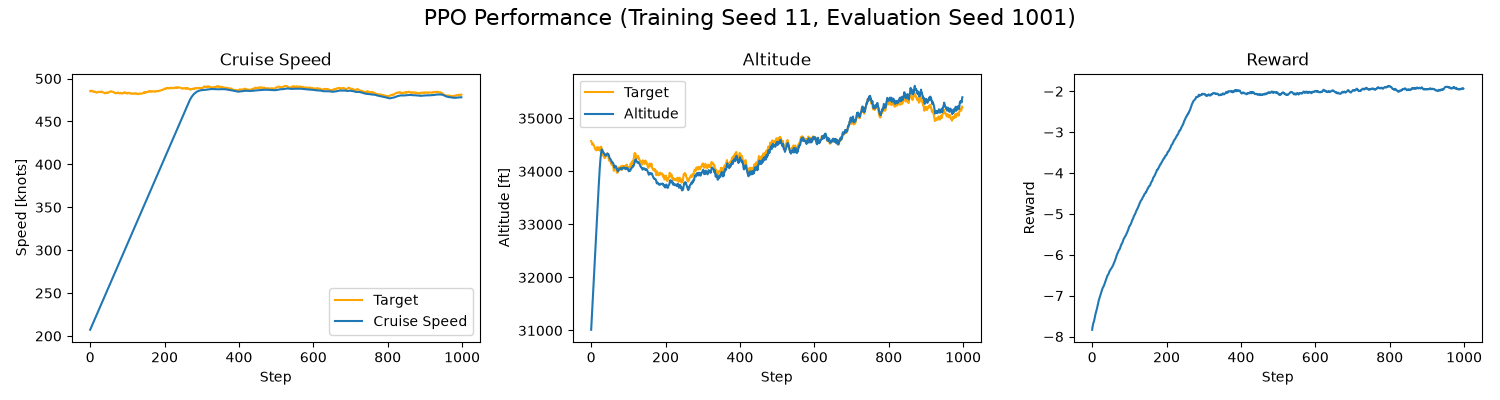 PPO Performance (Training Seed 11, Evaluation Seed 1001)
Cruise Speed
500
450
400
350
300
250
200
Speed [knots]
0 200 400 600 800 1000
Step
Target
Cruise Speed
Altitude
35000
34000
33000
32000
31000
Altitude [ft]
0 200 400 600 800 1000
Step
Target
Altitude
Reward
−2
−3
−4
−5
−6
−7
−8
Reward
0 200 400 600 800 1000
Step